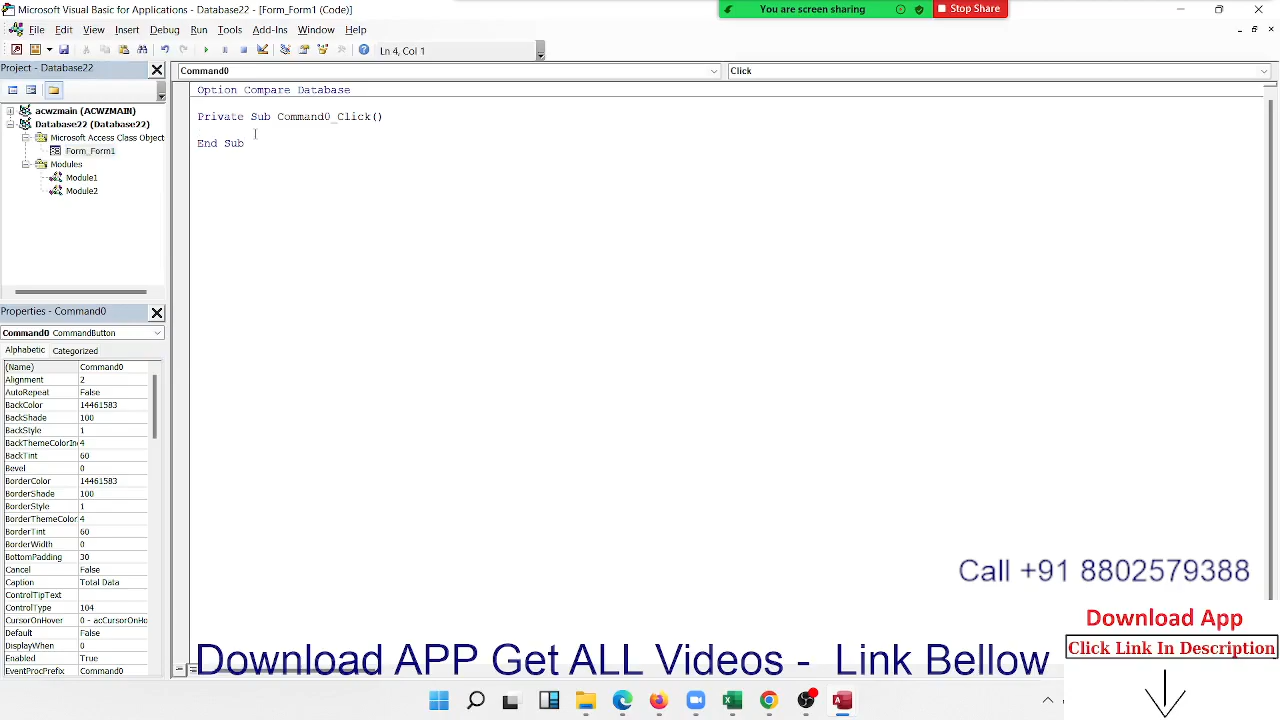 Microsoft Visual Basic for Applications - Database22 - [Form_Form1 (Code)]
You are screen sharing
Stop Share
File Edit View Insert Debug Run Tools Add-Ins Window Help
Ln 4, Col 1
Project - Database22
Command0
Click
Option Compare Database
acwzmain (ACWZMAIN)
Database22 (Database22)
Microsoft Access Class Object
Form_Form1
Modules
Module1
Module2
Private Sub Command0_Click()
End Sub
Properties - Command0
Command0 CommandButton
Alphabetic Categorized
(Name) Command0
Alignment 2
AutoRepeat False
BackColor 14461583
BackShade 100
BackStyle 1
BackThemeColorIn 4
BackTint 60
Bevel 0
BorderColor 14461583
BorderShade 100
BorderStyle 1
BorderThemeColor 4
BorderTint 60
BorderWidth 0
BottomPadding 30
Cancel False
Caption Total Data
ControlTipText
ControlType 104
CursorOnHover 0 - acCursorOnHo
Default False
DisplayWhen 0
Enabled True
EventProcPrefix Command0
Call +91 8802579388
Download App
Click Link In Description
Download APP Get ALL Videos - Link Bellow